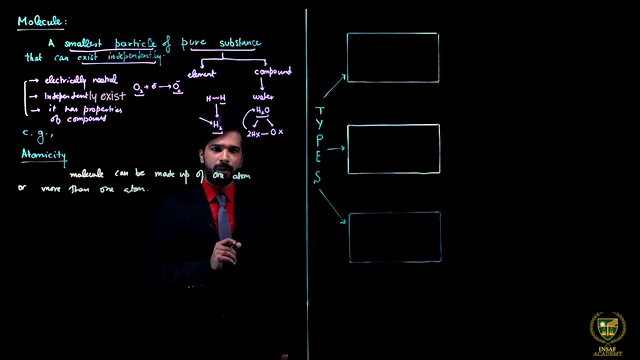 Molecule:
A smallest particle of pure substance
that can exist independently.
→ electrically neutral
→ Independently exist
→ it has properties
of compound
O₂ + e⁻ → O₂⁻
element
compound
H — H
water
H₂O
H₂
2H× — O×
e.g.,
Atomicity
molecule can be made up of one atom
or more than one atom.
T
Y
P
E
S
ENSAF
ACADEMY